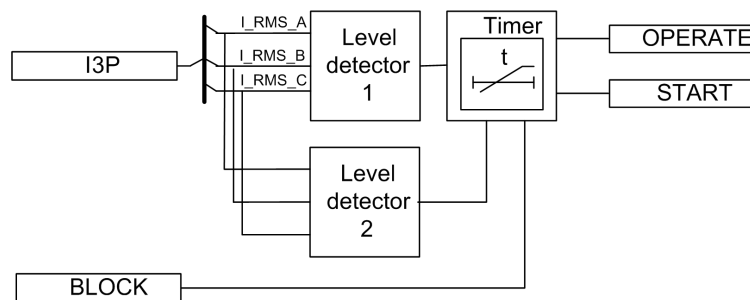 I3P
I_RMS_A
I_RMS_B
I_RMS_C
Level
detector
1
Timer
t
OPERATE
START
Level
detector
2
BLOCK